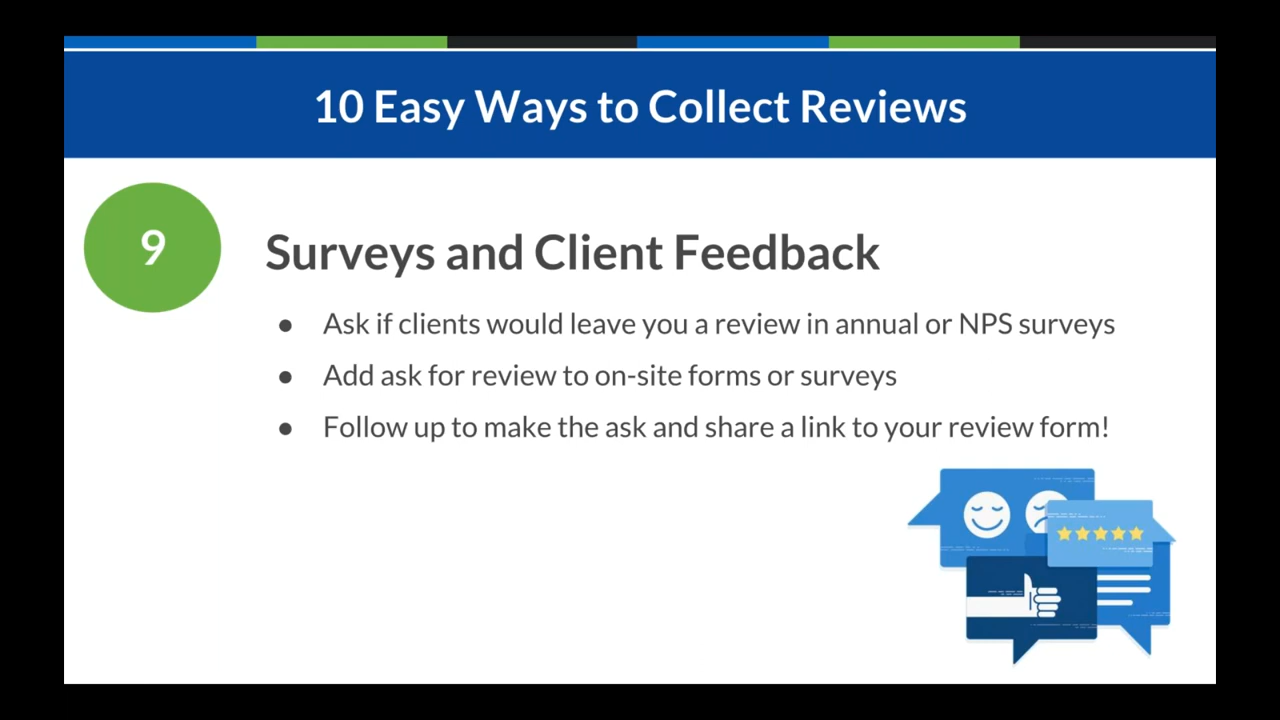 10 Easy Ways to Collect Reviews
9
Surveys and Client Feedback
● Ask if clients would leave you a review in annual or NPS surveys
● Add ask for review to on-site forms or surveys
● Follow up to make the ask and share a link to your review form!